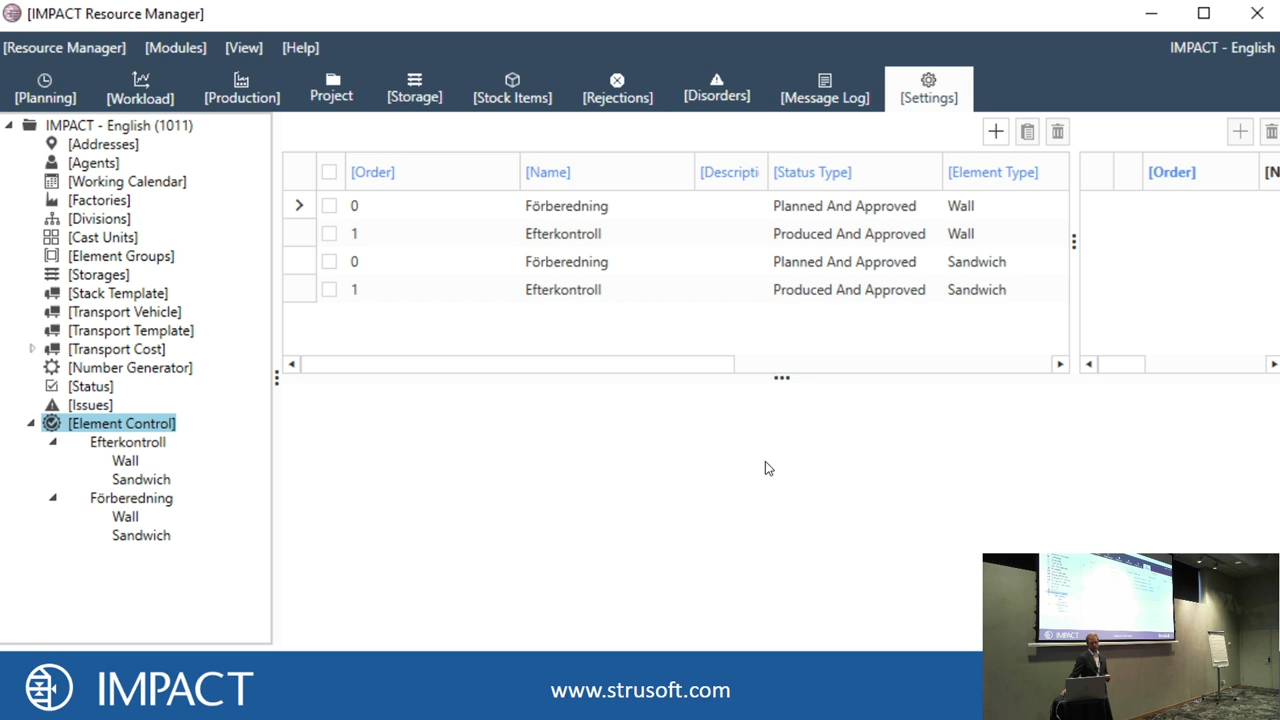 [IMPACT Resource Manager]
[Resource Manager] [Modules] [View] [Help] IMPACT - English
[Planning] [Workload] [Production] Project [Storage] [Stock Items] [Rejections] [Disorders] [Message Log] [Settings]
IMPACT - English (1011)
[Addresses]
[Agents]
[Working Calendar]
[Factories]
[Divisions]
[Cast Units]
[Element Groups]
[Storages]
[Stack Template]
[Transport Vehicle]
[Transport Template]
[Transport Cost]
[Number Generator]
[Status]
[Issues]
[Element Control]
Efterkontroll
Wall
Sandwich
Förberedning
Wall
Sandwich
[Order] [Name] [Descripti [Status Type] [Element Type]
0 Förberedning Planned And Approved Wall
1 Efterkontroll Produced And Approved Wall
0 Förberedning Planned And Approved Sandwich
1 Efterkontroll Produced And Approved Sandwich
[Order] [N
IMPACT
www.strusoft.com
IMPACT